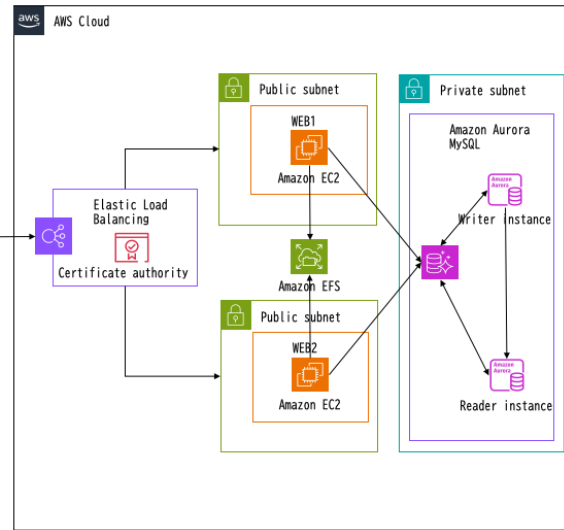 aws
AWS Cloud
Public subnet
WEB1
Amazon EC2
Private subnet
Amazon Aurora
MySQL
Amazon
Aurora
Writer instance
Elastic Load
Balancing
Certificate authority
Amazon EFS
Public subnet
WEB2
Amazon EC2
Amazon
Aurora
Reader instance